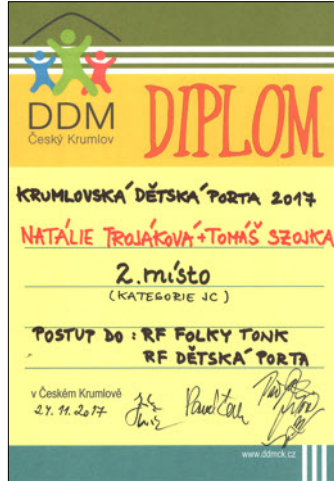 DDM
Český Krumlov
DIPLOM
KRUMLOVSKÁ DĚTSKÁ PORTA 2017
NATÁLIE TROJÁKOVÁ + TOMÁŠ SZOJKA
2. místo
(KATEGORIE JC)
POSTUP DO: RF FOLKY TONK
RF DĚTSKÁ PORTA
v Českém Krumlově
24. 11. 2017
www.ddmck.cz